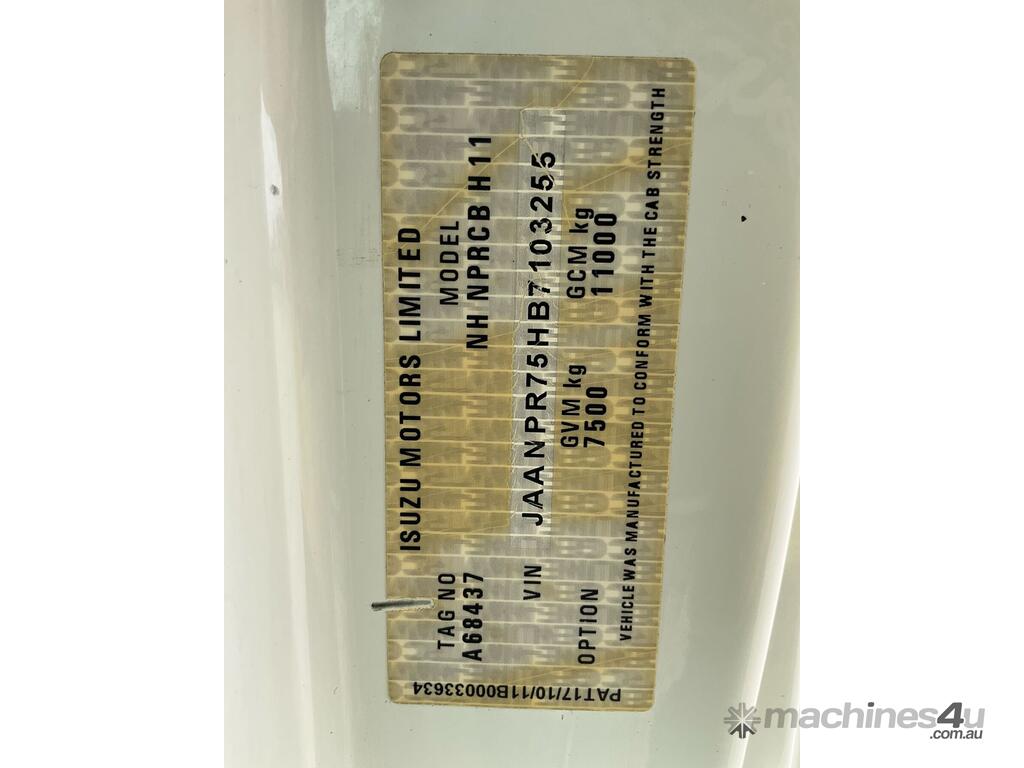 ISUZU MOTORS LIMITED
TAG NO MODEL
A68437 NH NPRCB H11
VIN JAANPR75HB7103255
GVM kg GCM kg
OPTION 7500 11000
VEHICLE WAS MANUFACTURED TO CONFORM WITH THE CAB STRENGTH
PAT17/10/11B00033634
machines4u
.com.au